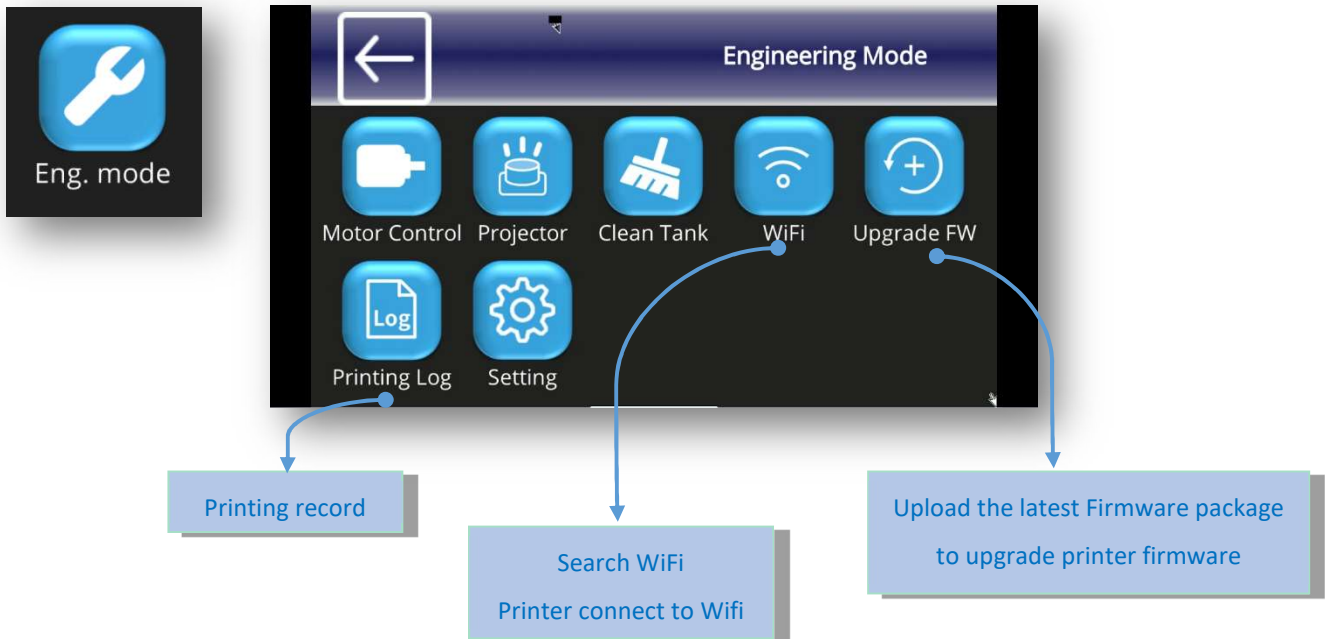 Eng. mode
Engineering Mode
Motor Control
Projector
Clean Tank
WiFi
Upgrade FW
Log
Printing Log
Setting
Printing record
Search WiFi
Printer connect to Wifi
Upload the latest Firmware package
to upgrade printer firmware